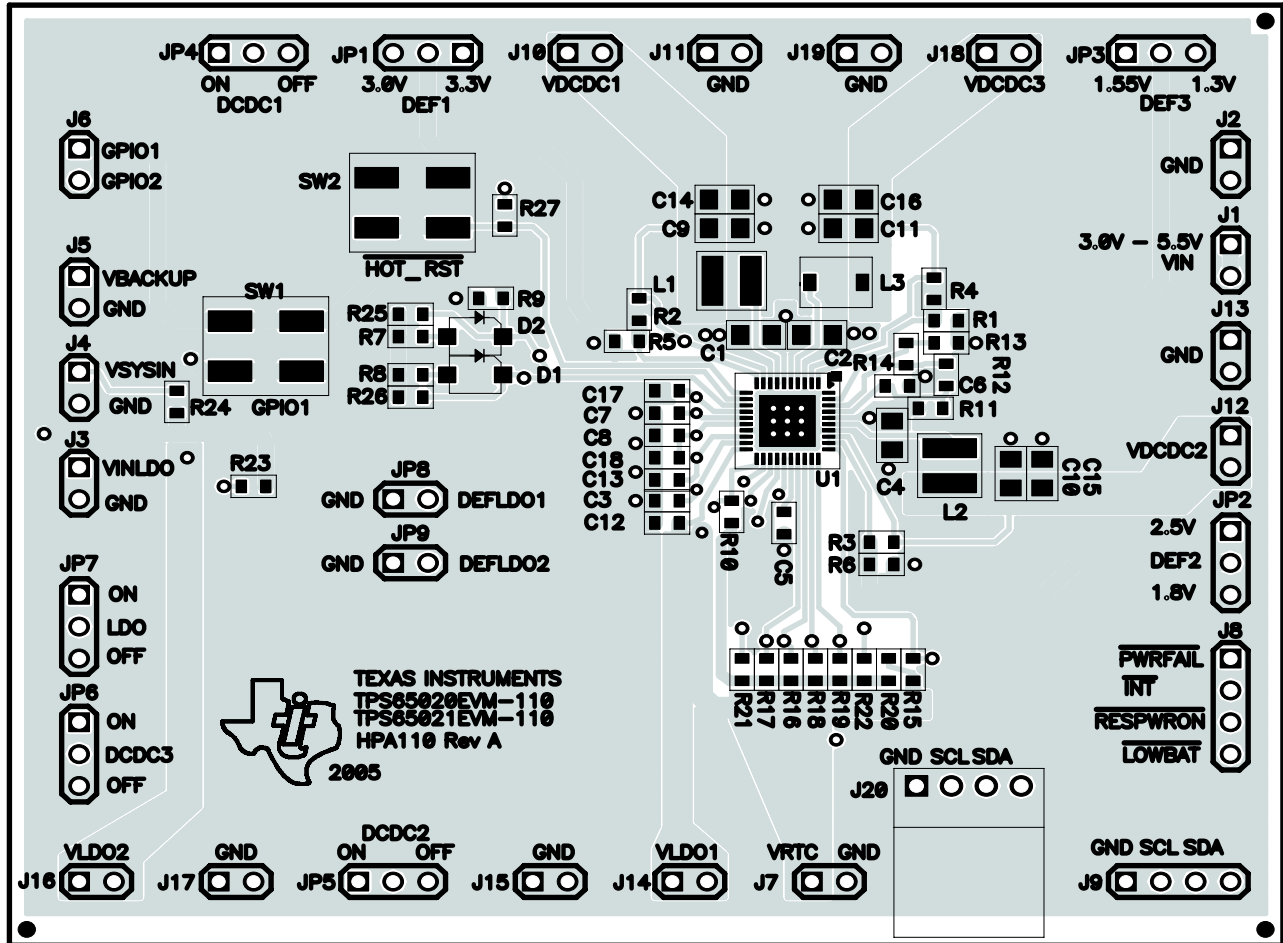 JP4
ON OFF
DCDC1
JP1
3.0V 3.3V
DEF1
J10
VDCDC1
J11
GND
J19
GND
J18
VDCDC3
JP3
1.55V 1.3V
DEF3
J6
GPIO1
GPIO2
SW2
HOT_RST
R27
C14
C9
C16
C11
J2
GND
J1
3.0V - 5.5V
VIN
J5
VBACKUP
GND
SW1
GPIO1
R25
R7
R9
D2
L1
R2
R5
L3
R4
R1
R13
J13
GND
C1
C2
R14
R12
C6
R11
J4
VSYSIN
GND
R24
R8
R26
D1
C17
C7
C8
C18
C13
C3
C12
U1
C4
L2
C10
C15
J12
VDCDC2
J3
VINLDO
GND
R23
JP8
GND DEFLDO1
JP9
GND DEFLDO2
R10
C5
R3
R6
JP2
2.5V
DEF2
1.8V
JP7
ON
LDO
OFF
JP6
ON
DCDC3
OFF
TEXAS INSTRUMENTS
TPS65020EVM-110
TPS65021EVM-110
HPA110 Rev A
2005
R21
R17
R16
R18
R19
R22
R20
R15
J8
PWRFAIL
INT
RESPWRON
LOWBAT
GND SCL SDA
J20
VLDO2
J16
GND
J17
DCDC2
ON OFF
JP5
GND
J15
VLDO1
J14
VRTC GND
J7
GND SCL SDA
J9